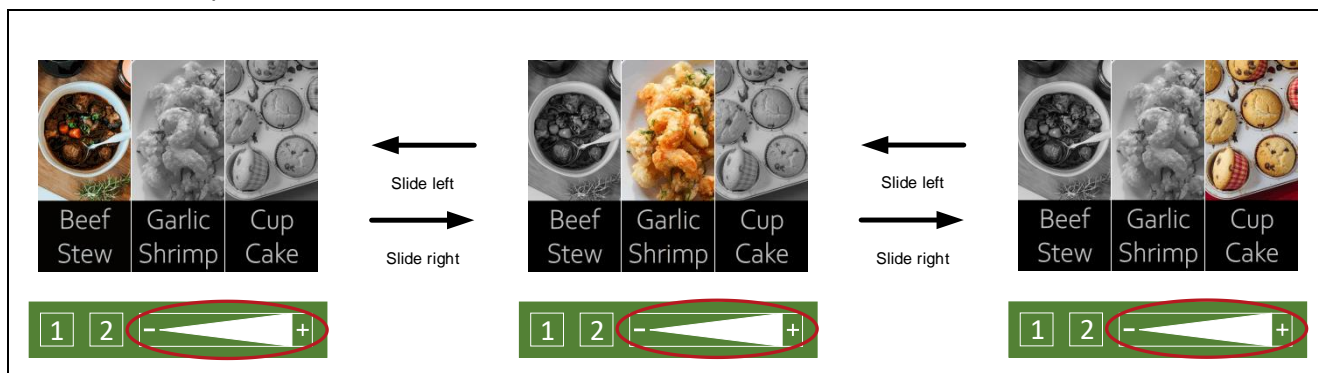 Beef Stew
Garlic Shrimp
Cup Cake
Slide left
Slide right
Beef Stew
Garlic Shrimp
Cup Cake
Slide left
Slide right
Beef Stew
Garlic Shrimp
Cup Cake
1 2 - +
1 2 - +
1 2 - +